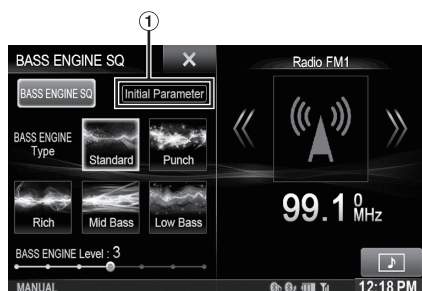 1
BASS ENGINE SQ
×
Radio FM1
BASS ENGINE SQ
Initial Parameter
BASS ENGINE
Type
Standard
Punch
Rich
Mid Bass
Low Bass
99.1 0 MHz
BASS ENGINE Level : 3
MANUAL
12:18 PM